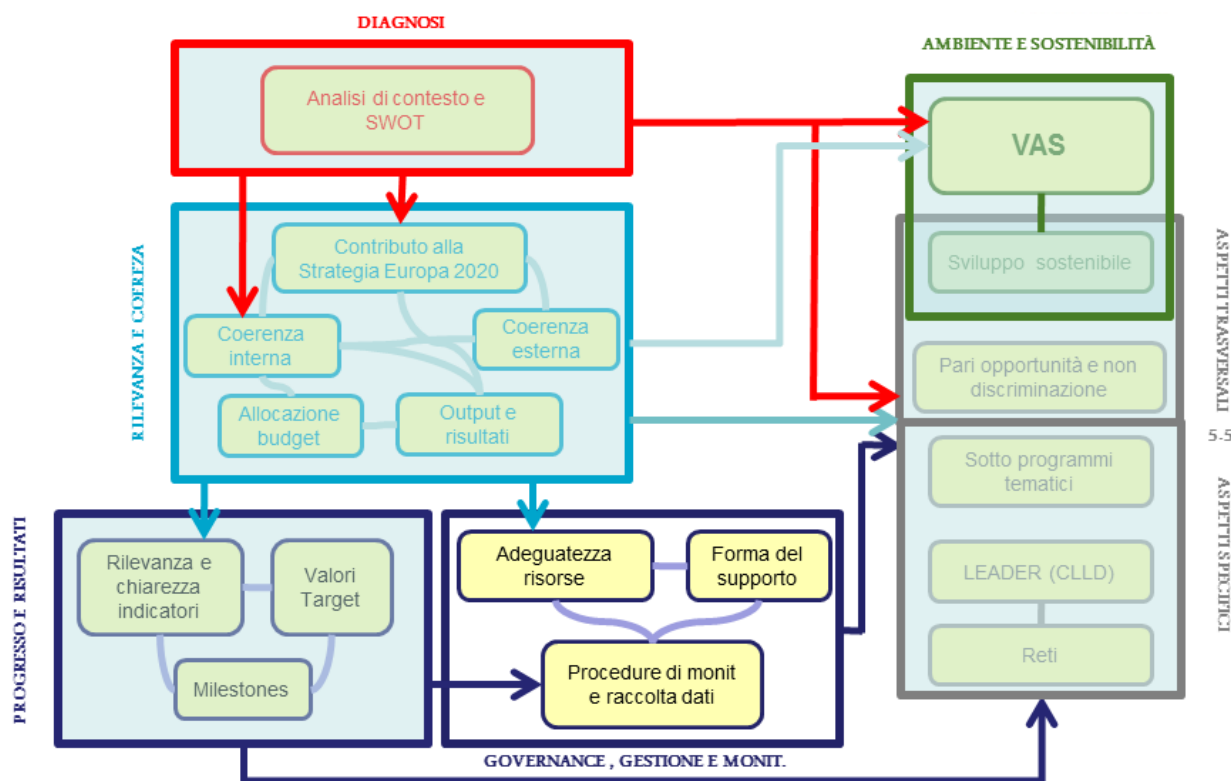 DIAGNOSI
AMBIENTE E SOSTENIBILITÀ
Analisi di contesto e
SWOT
VAS
Sviluppo sostenibile
RILEVANZA E COEREZA
Contributo alla
Strategia Europa 2020
Coerenza
interna
Coerenza
esterna
Allocazione
budget
Output e
risultati
Pari opportunità e non
discriminazione
ASPETTI TRASVERSALI
5.5
ASPETTI SPECIFICI
Sotto programmi
tematici
LEADER (CLLD)
Reti
PROGRESSO E RISULTATI
Rilevanza e
chiarezza
indicatori
Valori
Target
Milestones
Adeguatezza
risorse
Forma del
supporto
Procedure di monit
e raccolta dati
GOVERNANCE , GESTIONE E MONIT.